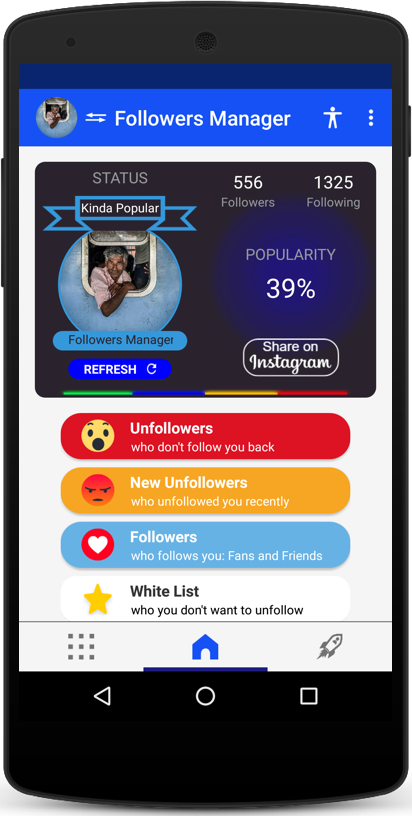 Followers Manager
STATUS
Kinda Popular
556
1325
Followers
Following
POPULARITY
39%
Followers Manager
Share on
Instagram
REFRESH
Unfollowers
who don't follow you back
New Unfollowers
who unfollowed you recently
Followers
who follows you: Fans and Friends
White List
who you don't want to unfollow